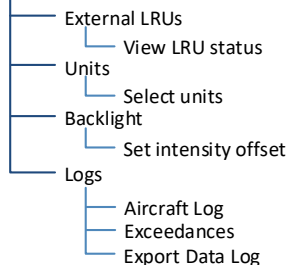 External LRUs
View LRU status
Units
Select units
Backlight
Set intensity offset
Logs
Aircraft Log
Exceedances
Export Data Log